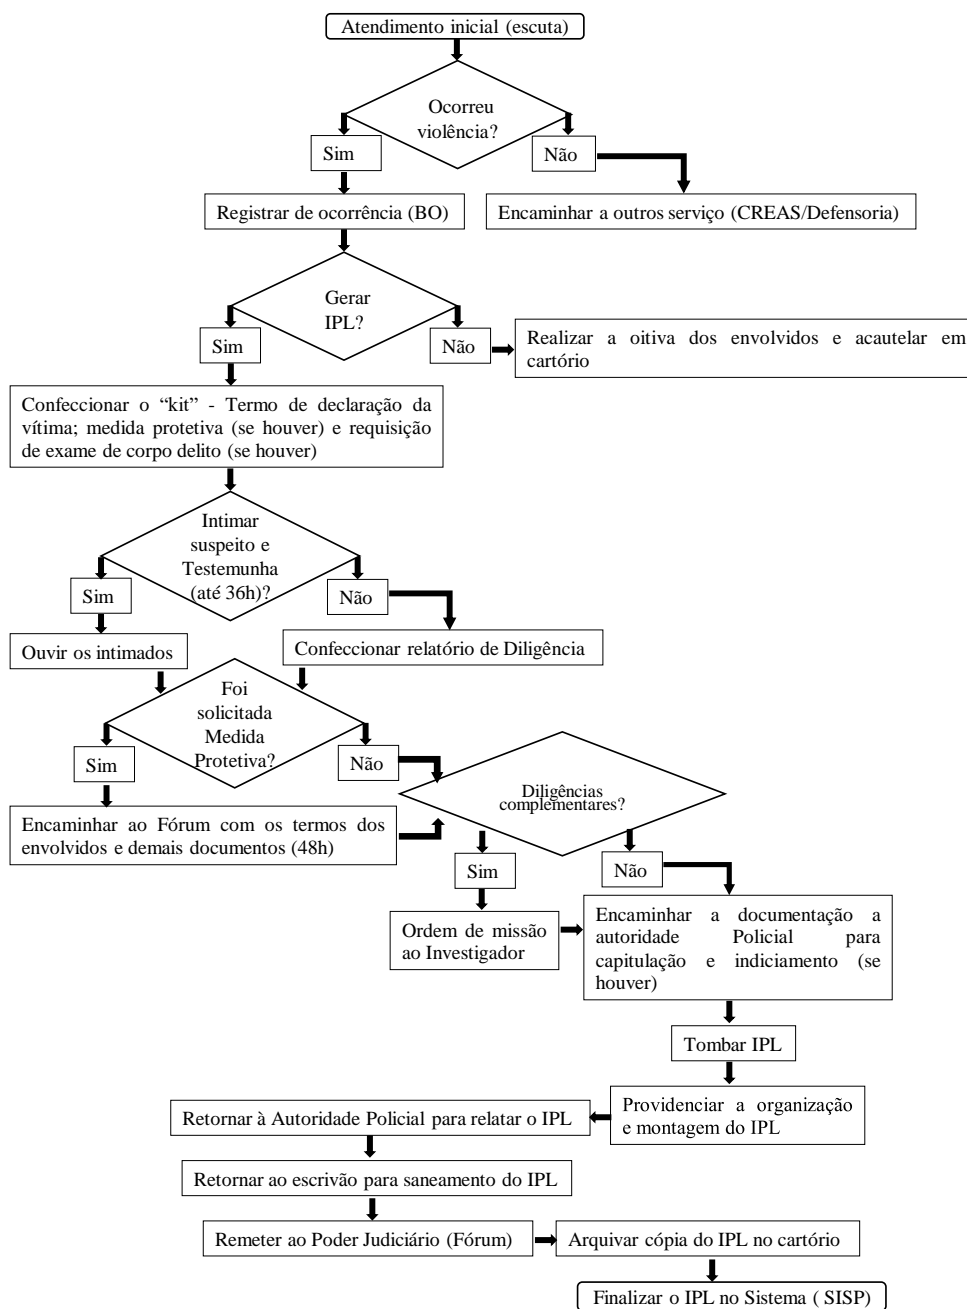 Atendimento inicial (escuta)
Ocorreu
violência?
Sim
Não
Registrar de ocorrência (BO)
Encaminhar a outros serviço (CREAS/Defensoria)
Gerar
IPL?
Sim
Não
Realizar a oitiva dos envolvidos e acautelar em
cartório
Confeccionar o “kit” - Termo de declaração da
vítima; medida protetiva (se houver) e requisição
de exame de corpo delito (se houver)
Intimar
suspeito e
Testemunha
(até 36h)?
Sim
Não
Ouvir os intimados
Confeccionar relatório de Diligência
Foi
solicitada
Medida
Protetiva?
Sim
Não
Diligências
complementares?
Encaminhar ao Fórum com os termos dos
envolvidos e demais documentos (48h)
Sim
Não
Ordem de missão
ao Investigador
Encaminhar a documentação a
autoridade Policial para
capitulação e indiciamento (se
houver)
Tombar IPL
Providenciar a organização
e montagem do IPL
Retornar à Autoridade Policial para relatar o IPL
Retornar ao escrivão para saneamento do IPL
Remeter ao Poder Judiciário (Fórum)
Arquivar cópia do IPL no cartório
Finalizar o IPL no Sistema ( SISP)